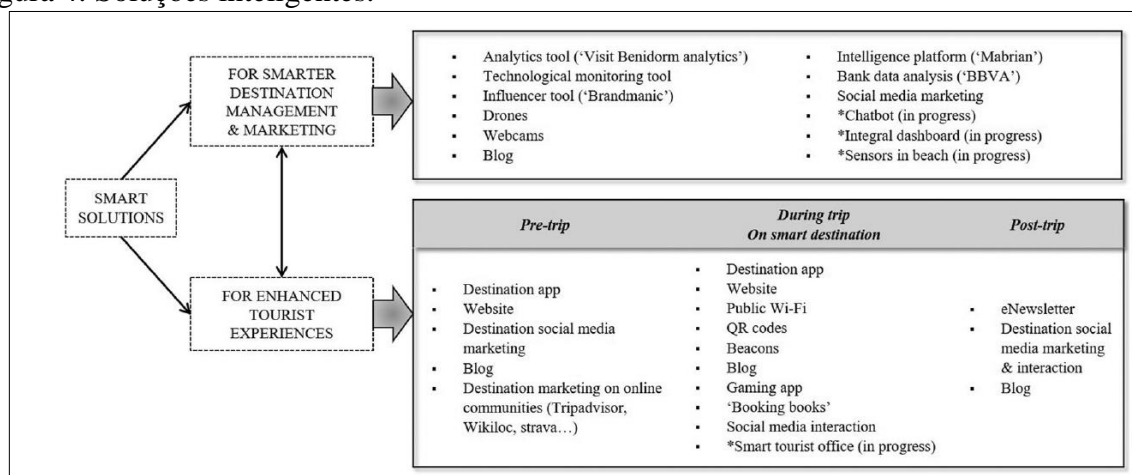 gura 4. Soluções inteligentes.
FOR SMARTER
DESTINATION
MANAGEMENT
& MARKETING
▪ Analytics tool (‘Visit Benidorm analytics’)
▪ Technological monitoring tool
▪ Influencer tool (‘Brandmanic’)
▪ Drones
▪ Webcams
▪ Blog
▪ Intelligence platform (‘Mabrian’)
▪ Bank data analysis (‘BBVA’)
▪ Social media marketing
▪ *Chatbot (in progress)
▪ *Integral dashboard (in progress)
▪ *Sensors in beach (in progress)
SMART
SOLUTIONS
FOR ENHANCED
TOURIST
EXPERIENCES
Pre-trip
▪ Destination app
▪ Website
▪ Destination social media
marketing
▪ Blog
▪ Destination marketing on online
communities (Tripadvisor,
Wikiloc, strava…)
During trip
On smart destination
▪ Destination app
▪ Website
▪ Public Wi-Fi
▪ QR codes
▪ Beacons
▪ Blog
▪ Gaming app
▪ ‘Booking books’
▪ Social media interaction
▪ *Smart tourist office (in progress)
Post-trip
▪ eNewsletter
▪ Destination social
media marketing
& interaction
▪ Blog